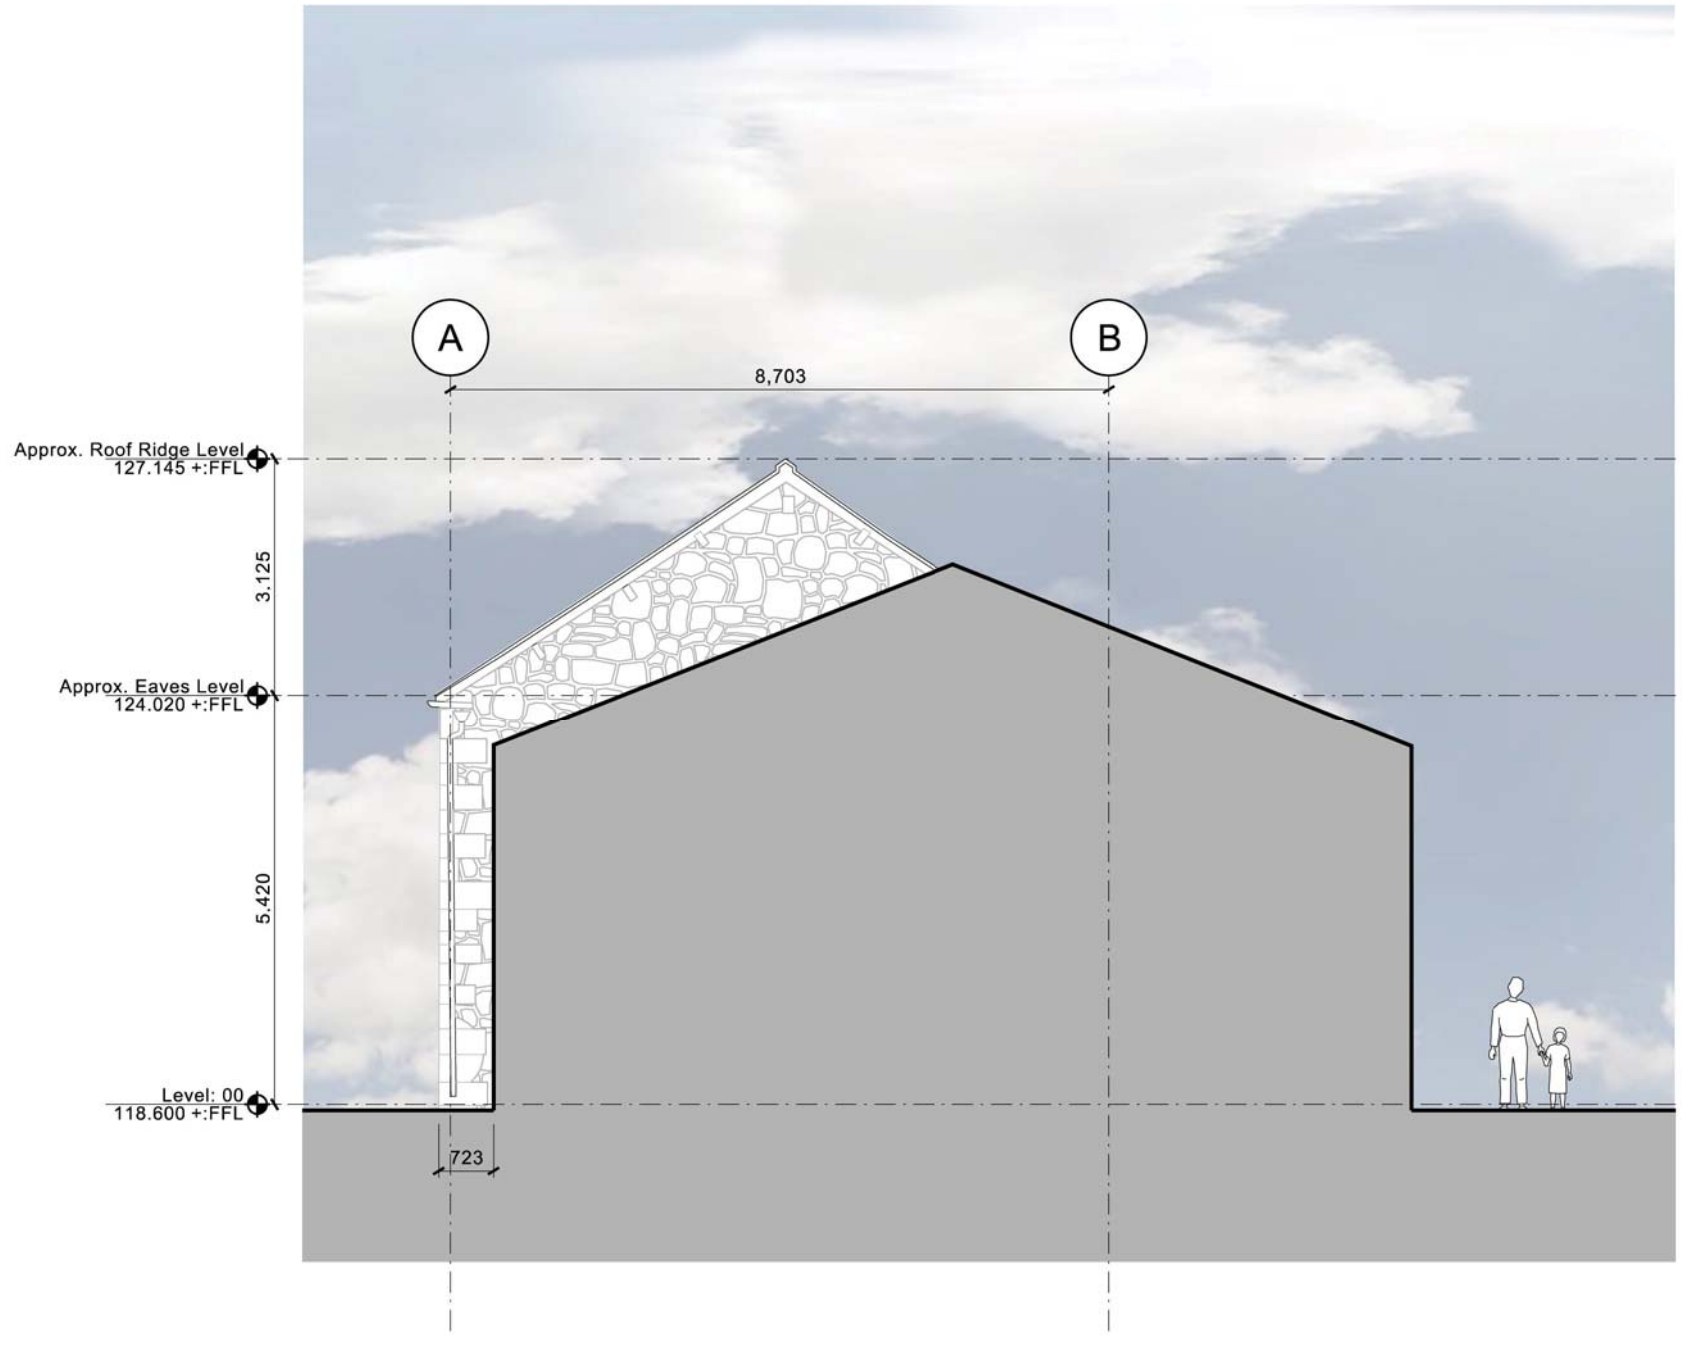 A
B
8,703
Approx. Roof Ridge Level
127.145 +:FFL
3.125
Approx. Eaves Level
124.020 +:FFL
5.420
Level: 00
118.600 +:FFL
723